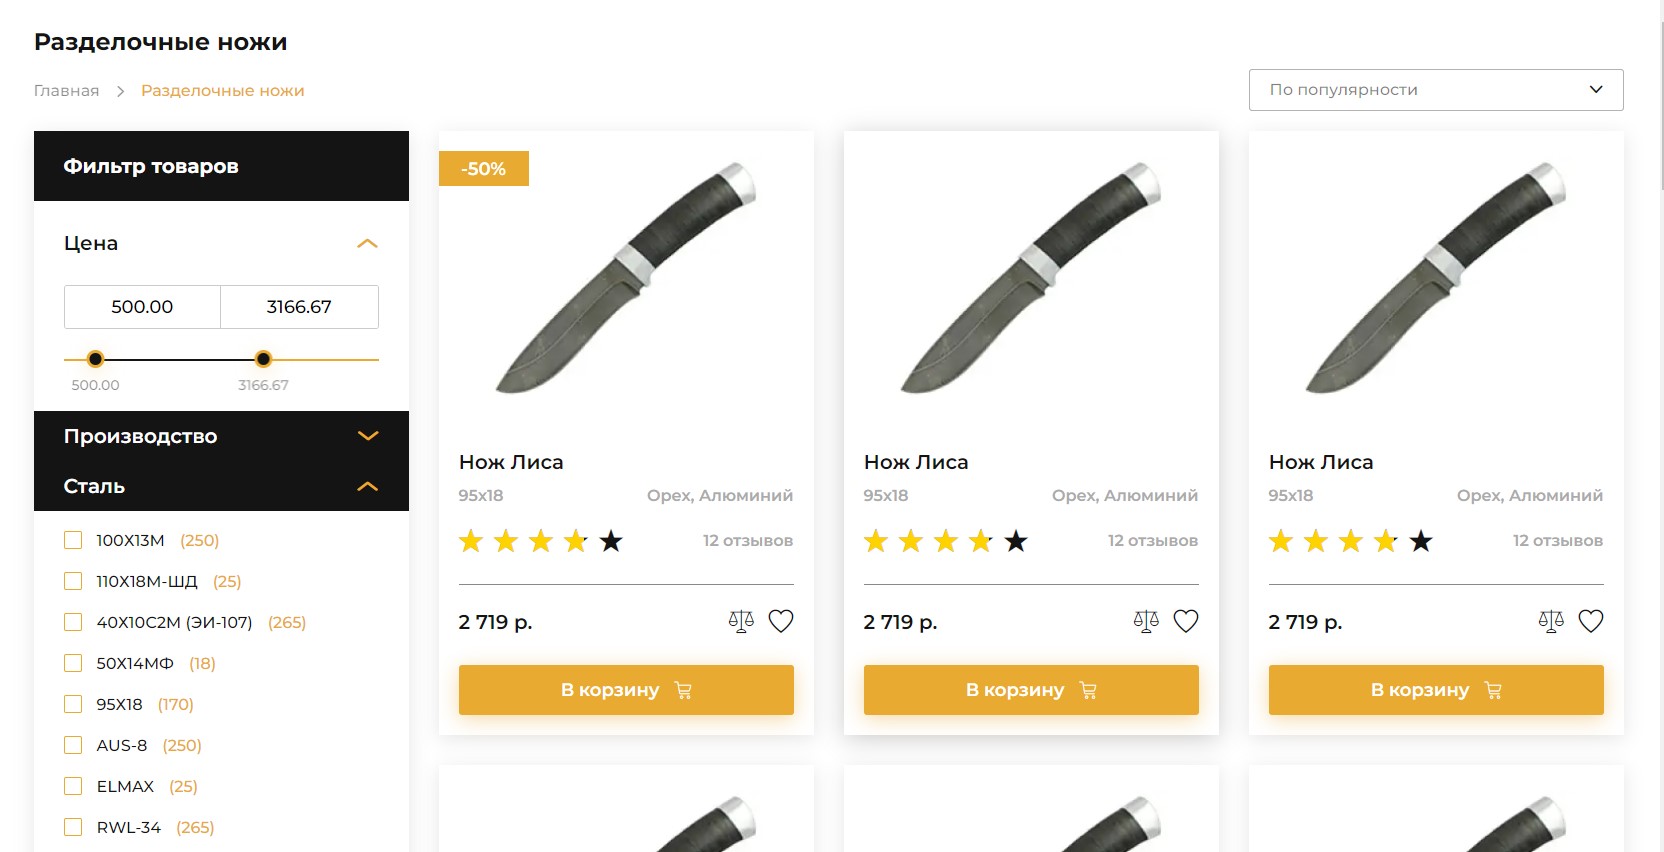 Разделочные ножи
Главная
Разделочные ножи
По популярности
Фильтр товаров
Цена
500.00
3166.67
500.00
3166.67
Производство
Сталь
100Х13М (250)
110Х18М-ШД (25)
40Х10С2М (ЭИ-107) (265)
50Х14МФ (18)
95Х18 (170)
AUS-8 (250)
ELMAX (25)
RWL-34 (265)
-50%
Нож Лиса
95х18 Орех, Алюминий
12 отзывов
2 719 р.
В корзину
Нож Лиса
95х18 Орех, Алюминий
12 отзывов
2 719 р.
В корзину
Нож Лиса
95х18 Орех, Алюминий
12 отзывов
2 719 р.
В корзину